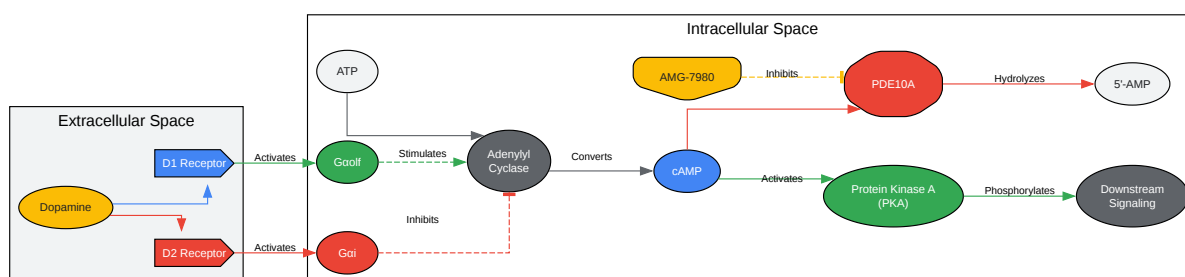 Intracellular Space
ATP
AMG-7980
Inhibits
PDE10A
Hydrolyzes
5'-AMP
Extracellular Space
D1 Receptor
Activates
Gαolf
Stimulates
Adenylyl
Cyclase
Converts
cAMP
Activates
Protein Kinase A
(PKA)
Phosphorylates
Downstream
Signaling
Dopamine
Inhibits
D2 Receptor
Activates
Gαi